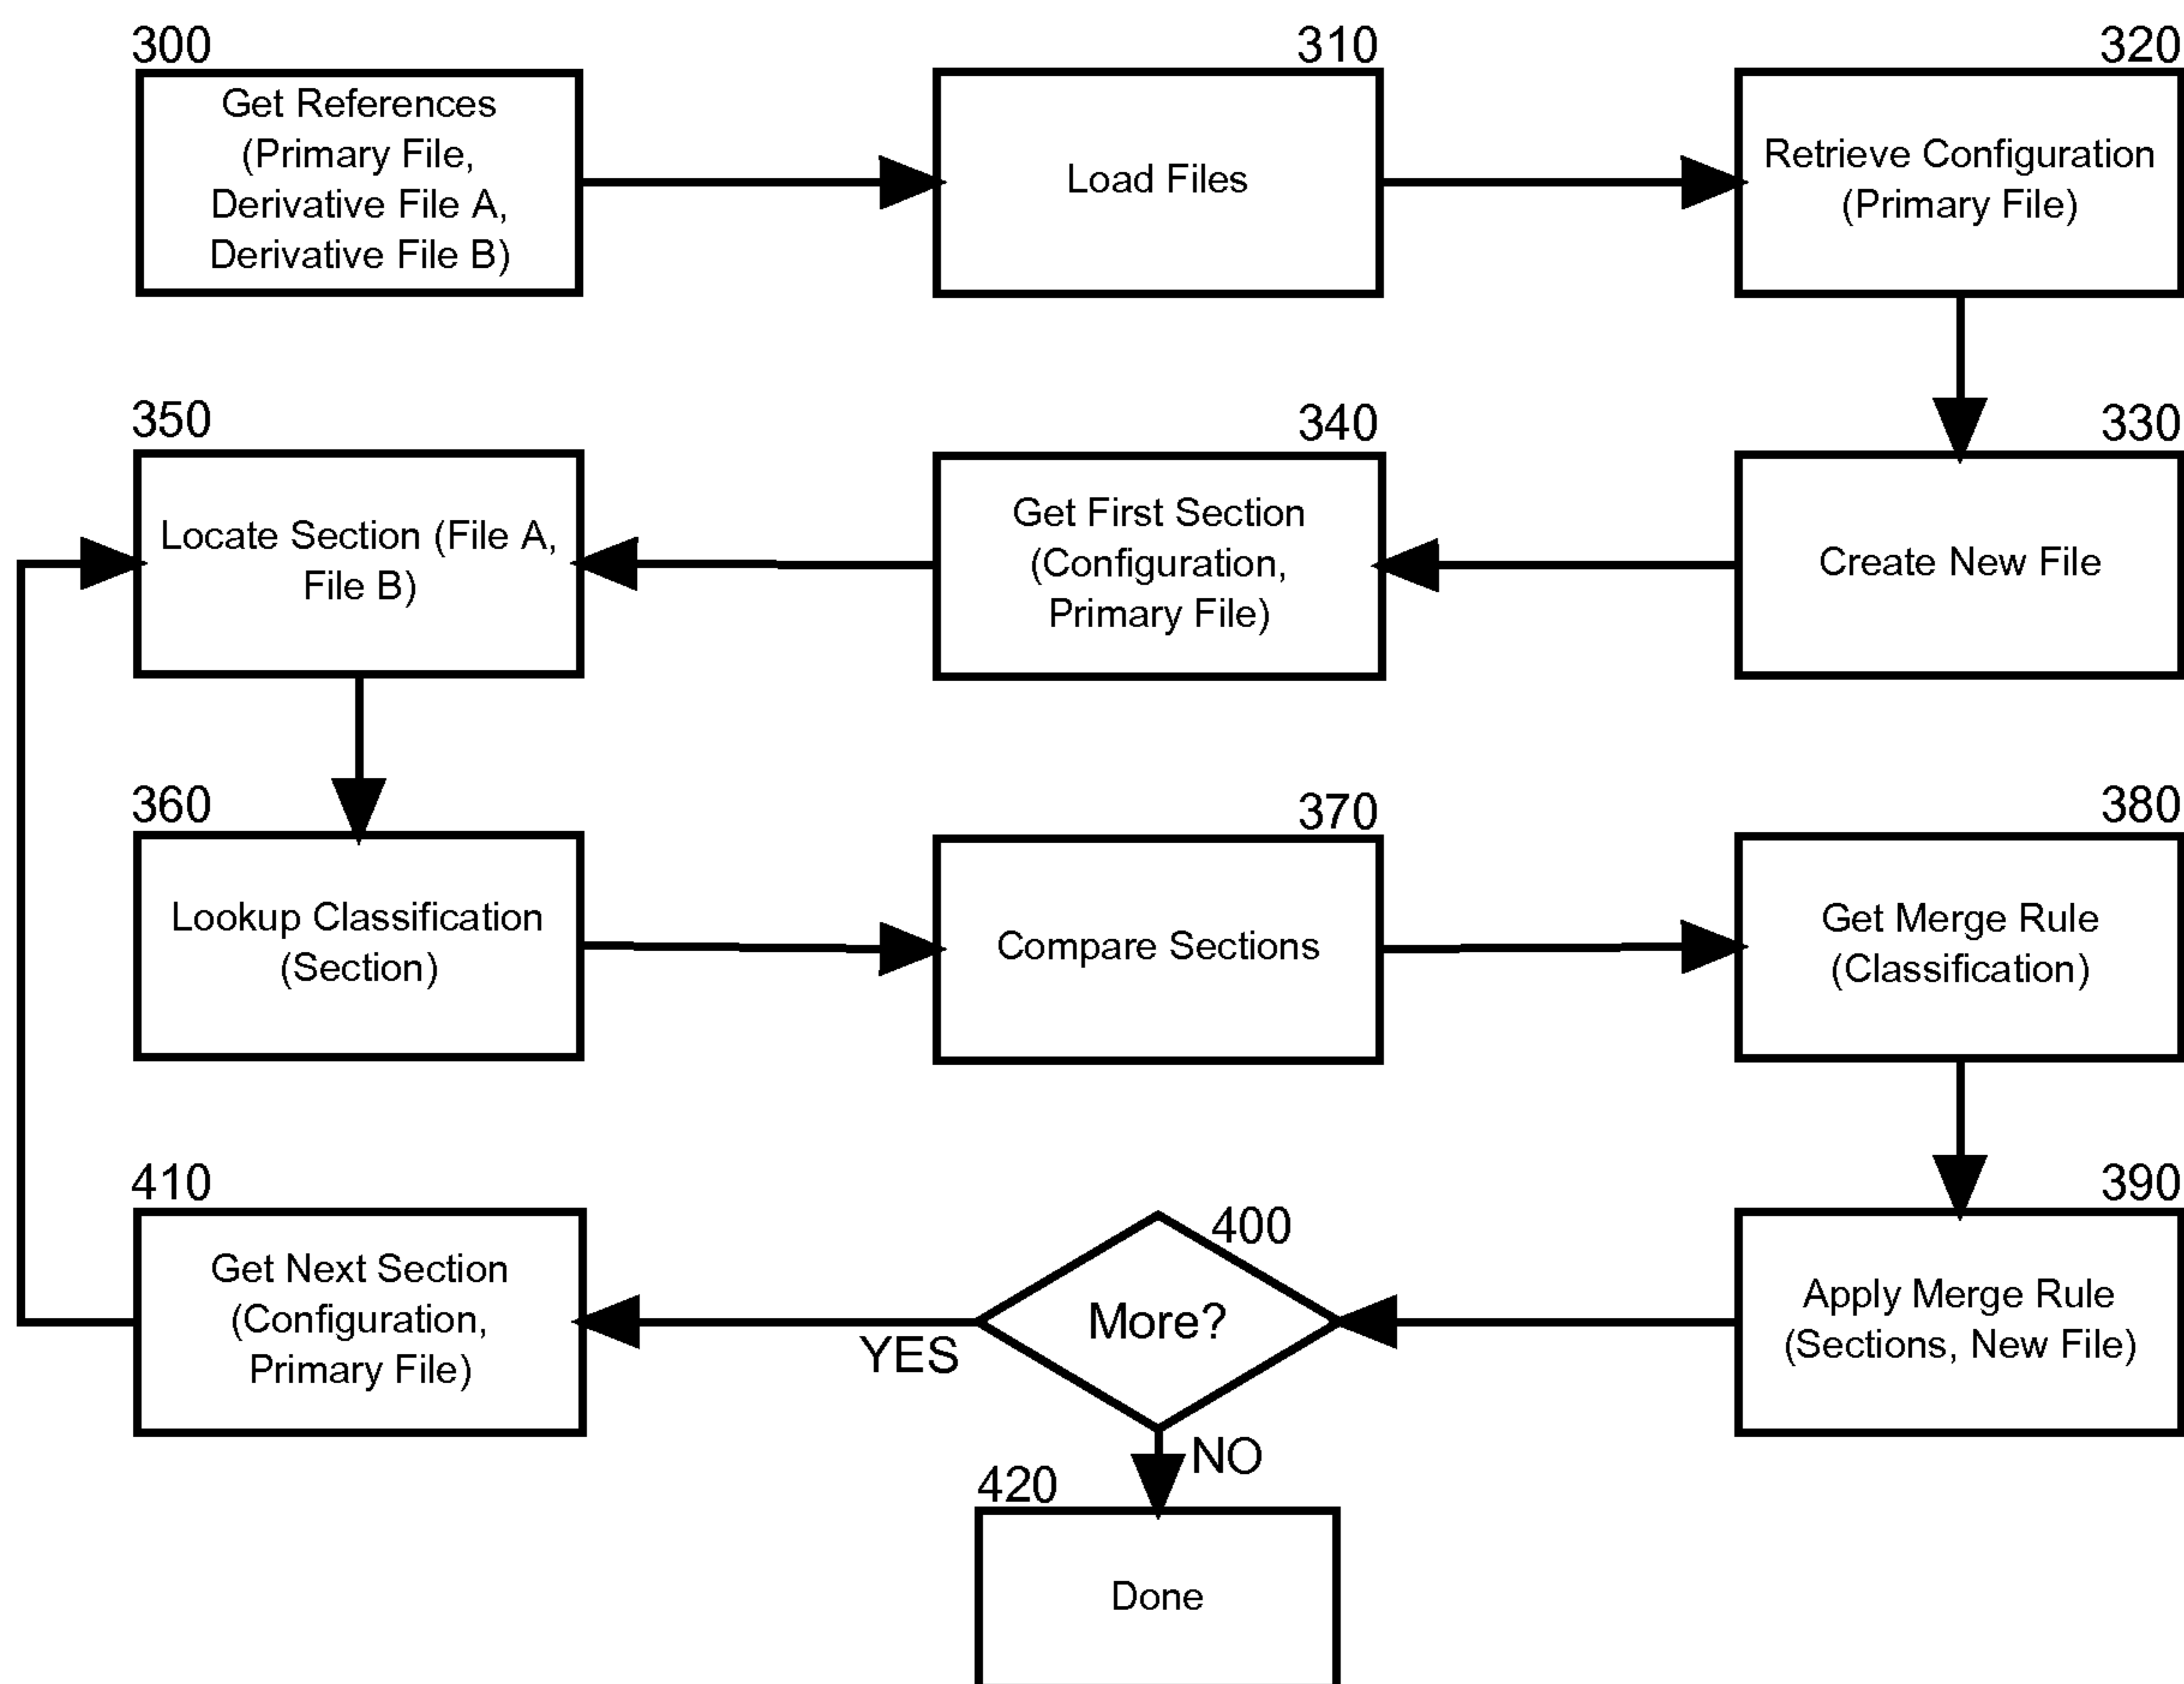 300
Get References
(Primary File,
Derivative File A,
Derivative File B)
310
Load Files
320
Retrieve Configuration
(Primary File)
330
Create New File
340
Get First Section
(Configuration,
Primary File)
350
Locate Section (File A,
File B)
360
Lookup Classification
(Section)
370
Compare Sections
380
Get Merge Rule
(Classification)
390
Apply Merge Rule
(Sections, New File)
400
More?
YES
NO
410
Get Next Section
(Configuration,
Primary File)
420
Done